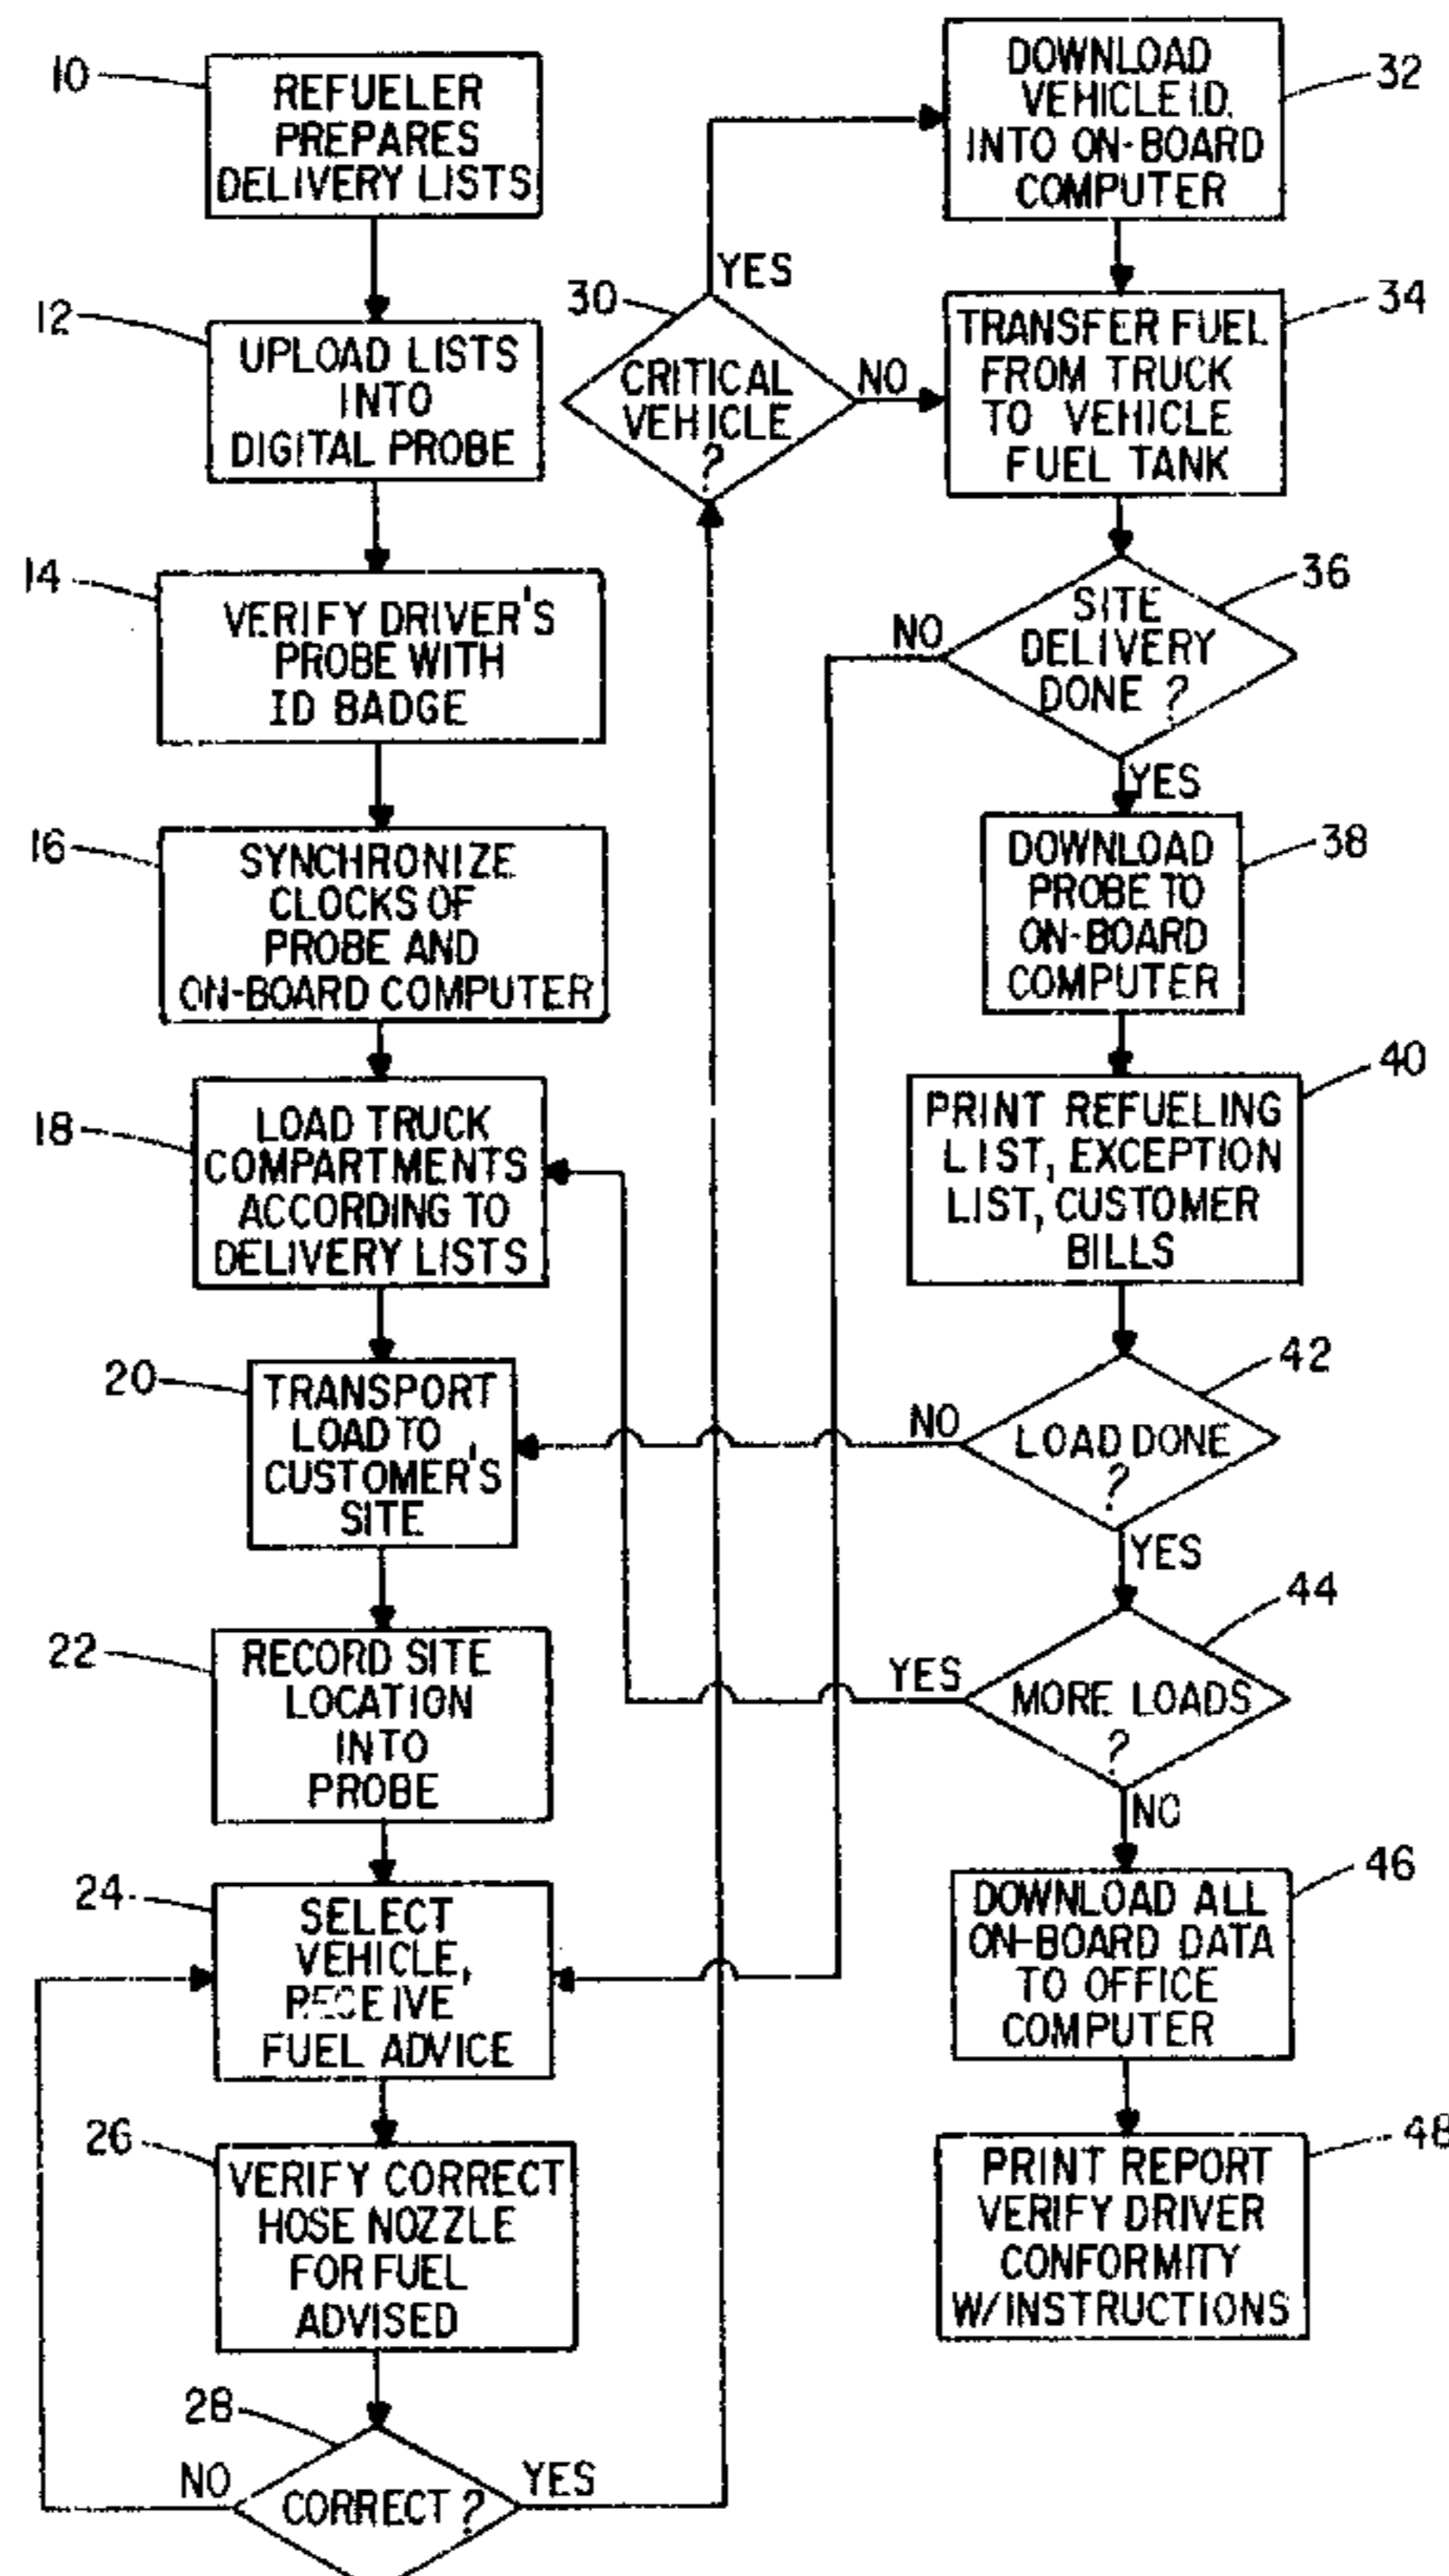 10
REFUELER
PREPARES
DELIVERY LISTS
12
UPLOAD LISTS
INTO
DIGITAL PROBE
14
VERIFY DRIVER'S
PROBE WITH
ID BADGE
16
SYNCHRONIZE
CLOCKS OF
PROBE AND
ON-BOARD COMPUTER
18
LOAD TRUCK
COMPARTMENTS
ACCORDING TO
DELIVERY LISTS
20
TRANSPORT
LOAD TO
CUSTOMER'S
SITE
22
RECORD SITE
LOCATION
INTO
PROBE
24
SELECT
VEHICLE,
RECEIVE
FUEL ADVICE
26
VERIFY CORRECT
HOSE NOZZLE
FOR FUEL
ADVISED
28
NO
CORRECT?
YES
30
YES
CRITICAL
VEHICLE
?
NO
32
DOWNLOAD
VEHICLE I.D.
INTO ON-BOARD
COMPUTER
34
TRANSFER FUEL
FROM TRUCK
TO VEHICLE
FUEL TANK
36
NO
SITE
DELIVERY
DONE ?
YES
38
DOWNLOAD
PROBE TO
ON-BOARD
COMPUTER
40
PRINT REFUELING
LIST, EXCEPTION
LIST, CUSTOMER
BILLS
42
NO
LOAD DONE
?
YES
44
YES
MORE LOADS
?
NO
46
DOWNLOAD ALL
ON-BOARD DATA
TO OFFICE
COMPUTER
48
PRINT REPORT
VERIFY DRIVER
CONFORMITY
W/INSTRUCTIONS